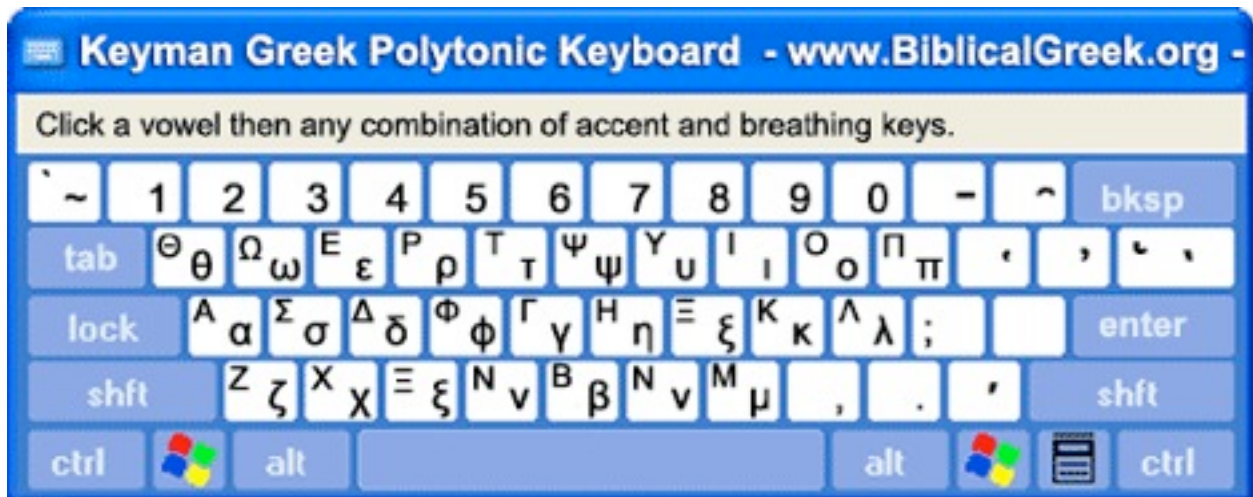 Keyman Greek Polytonic Keyboard - www.BiblicalGreek.org -
Click a vowel then any combination of accent and breathing keys.
` ~ 1 2 3 4 5 6 7 8 9 0 - ῀ bksp
tab Θ θ Ω ω Ε ε Ρ ρ Τ τ Ψ ψ Υ υ Ι ι Ο ο Π π ῾ ᾿ ͺ `
lock Α α Σ σ Δ δ Φ φ Γ γ Η η Ξ ξ Κ κ Λ λ ; enter
shft Ζ ζ Χ χ Ξ ξ Ν ν Β β Ν ν Μ μ , . ΄ shft
ctrl alt alt ctrl